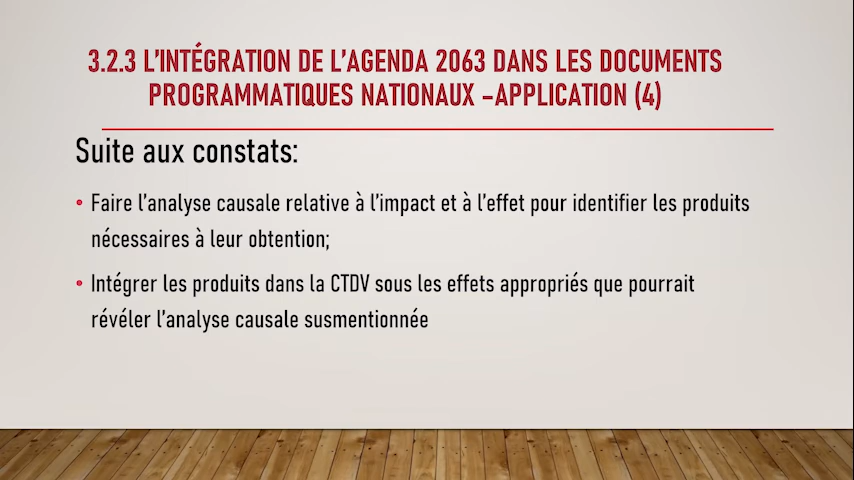 3.2.3 L'INTÉGRATION DE L'AGENDA 2063 DANS LES DOCUMENTS
PROGRAMMATIQUES NATIONAUX –APPLICATION (4)
Suite aux constats:
• Faire l'analyse causale relative à l'impact et à l'effet pour identifier les produits
nécessaires à leur obtention;
• Intégrer les produits dans la CTDV sous les effets appropriés que pourrait
révéler l'analyse causale susmentionnée